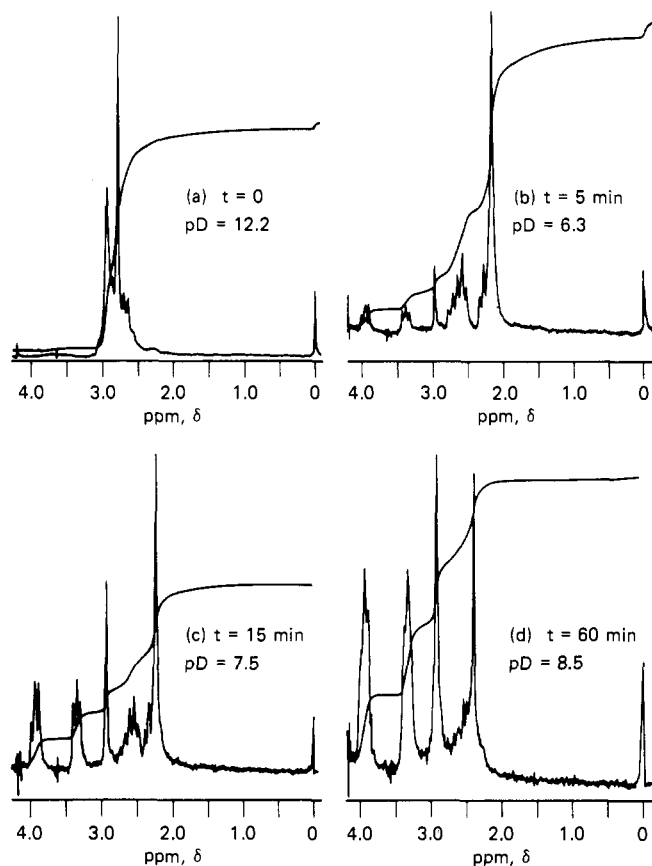 (a) t = 0
pD = 12.2
4.0 3.0 2.0 1.0 0
ppm, δ
(b) t = 5 min
pD = 6.3
4.0 3.0 2.0 1.0 0
ppm, δ
(c) t = 15 min
pD = 7.5
4.0 3.0 2.0 1.0 0
ppm, δ
(d) t = 60 min
pD = 8.5
4.0 3.0 2.0 1.0 0
ppm, δ